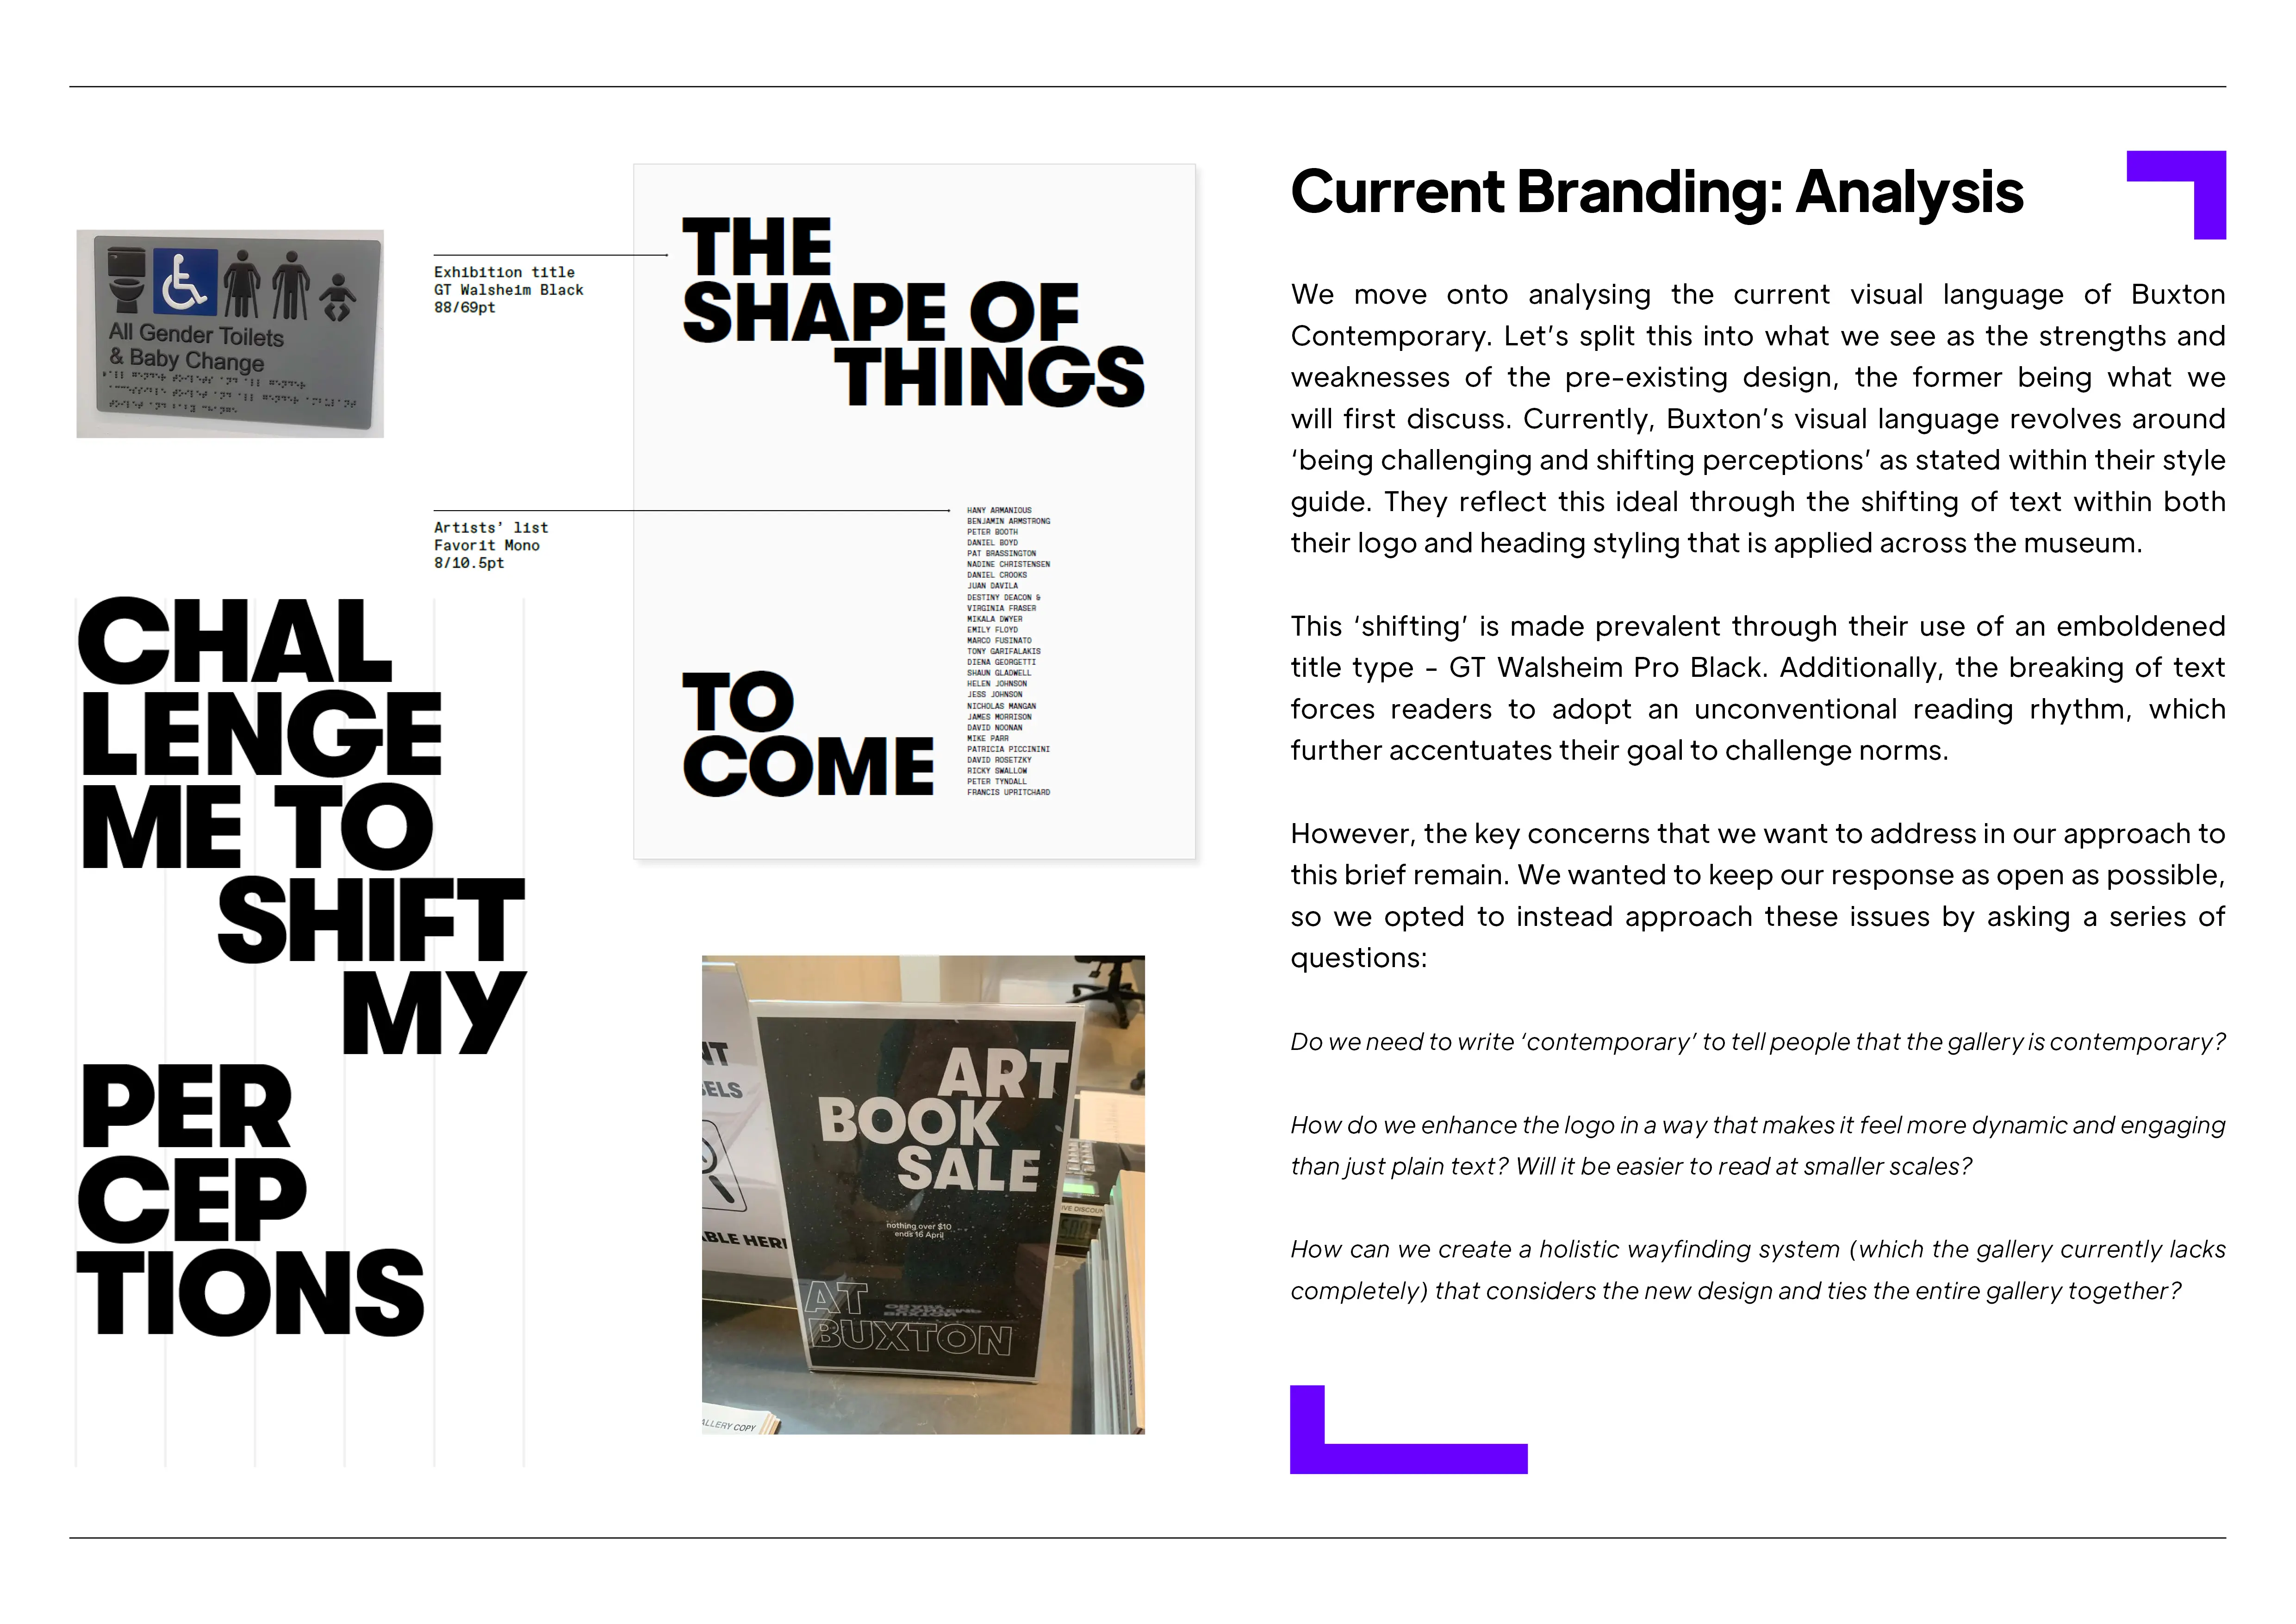 All Gender Toilets
& Baby Change
Exhibition title
GT Walsheim Black
88/69pt
Artists’ list
Favorit Mono
8/10.5pt
THE
SHAPE OF
THINGS
TO
COME
HANY ARMANIOUS
BENJAMIN ARMSTRONG
PETER BOOTH
DANIEL BOYD
PAT BRASSINGTON
NADINE CHRISTENSEN
DANIEL CROOKS
JUAN DAVILA
DESTINY DEACON &
VIRGINIA FRASER
MIKALA DWYER
EMILY FLOYD
MARCO FUSINATO
TONY GARIFALAKIS
DIENA GEORGETTI
SHAUN GLADWELL
HELEN JOHNSON
JESS JOHNSON
NICHOLAS MANGAN
JAMES MORRISON
DAVID NOONAN
MIKE PARR
PATRICIA PICCININI
DAVID ROSETZKY
RICKY SWALLOW
PETER TYNDALL
FRANCIS UPRITCHARD
CHAL
LENGE
ME TO
SHIFT
MY
PER
CEP
TIONS
ART
BOOK
SALE
nothing over $10
ends 16 April
AT
BUXTON
ALLERY COPY
Current Branding: Analysis
We move onto analysing the current visual language of Buxton
Contemporary. Let’s split this into what we see as the strengths and
weaknesses of the pre-existing design, the former being what we
will first discuss. Currently, Buxton’s visual language revolves around
‘being challenging and shifting perceptions’ as stated within their style
guide. They reflect this ideal through the shifting of text within both
their logo and heading styling that is applied across the museum.
This ‘shifting’ is made prevalent through their use of an emboldened
title type - GT Walsheim Pro Black. Additionally, the breaking of text
forces readers to adopt an unconventional reading rhythm, which
further accentuates their goal to challenge norms.
However, the key concerns that we want to address in our approach to
this brief remain. We wanted to keep our response as open as possible,
so we opted to instead approach these issues by asking a series of
questions:
Do we need to write ‘contemporary’ to tell people that the gallery is contemporary?
How do we enhance the logo in a way that makes it feel more dynamic and engaging
than just plain text? Will it be easier to read at smaller scales?
How can we create a holistic wayfinding system (which the gallery currently lacks
completely) that considers the new design and ties the entire gallery together?